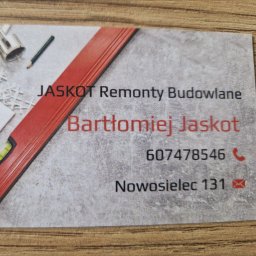 JASKOT Remonty Budowlane
Bartłomiej Jaskot
607478546
Nowosielec 131